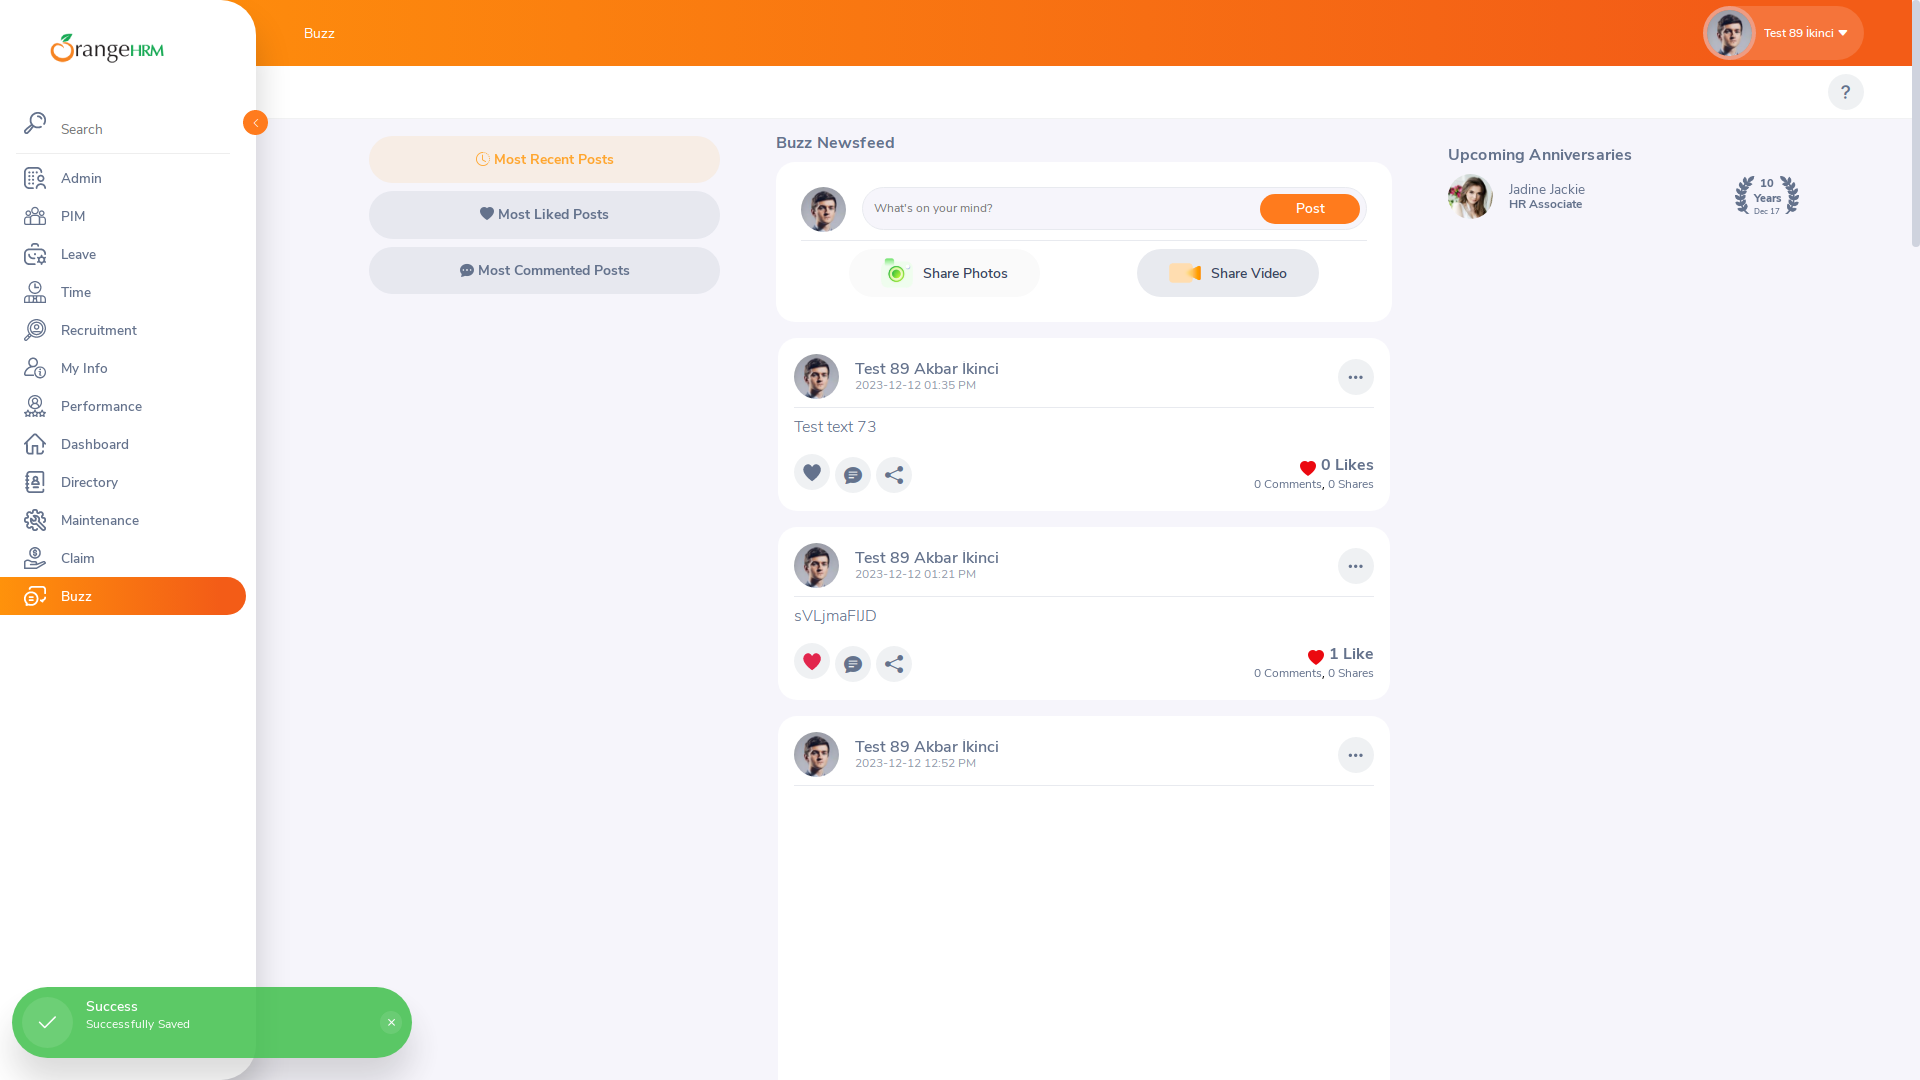 OrangeHRM
Search
Admin
PIM
Leave
Time
Recruitment
My Info
Performance
Dashboard
Directory
Maintenance
Claim
Buzz
Buzz
Test 89 İkinci
?
Most Recent Posts
Most Liked Posts
Most Commented Posts
Buzz Newsfeed
What's on your mind?
Post
Share Photos
Share Video
Test 89 Akbar İkinci
2023-12-12 01:35 PM
Test text 73
0 Likes
0 Comments, 0 Shares
Test 89 Akbar İkinci
2023-12-12 01:21 PM
sVLjmaFIJD
1 Like
0 Comments, 0 Shares
Test 89 Akbar İkinci
2023-12-12 12:52 PM
Upcoming Anniversaries
Jadine Jackie
HR Associate
10
Years
Dec 17
Success
Successfully Saved